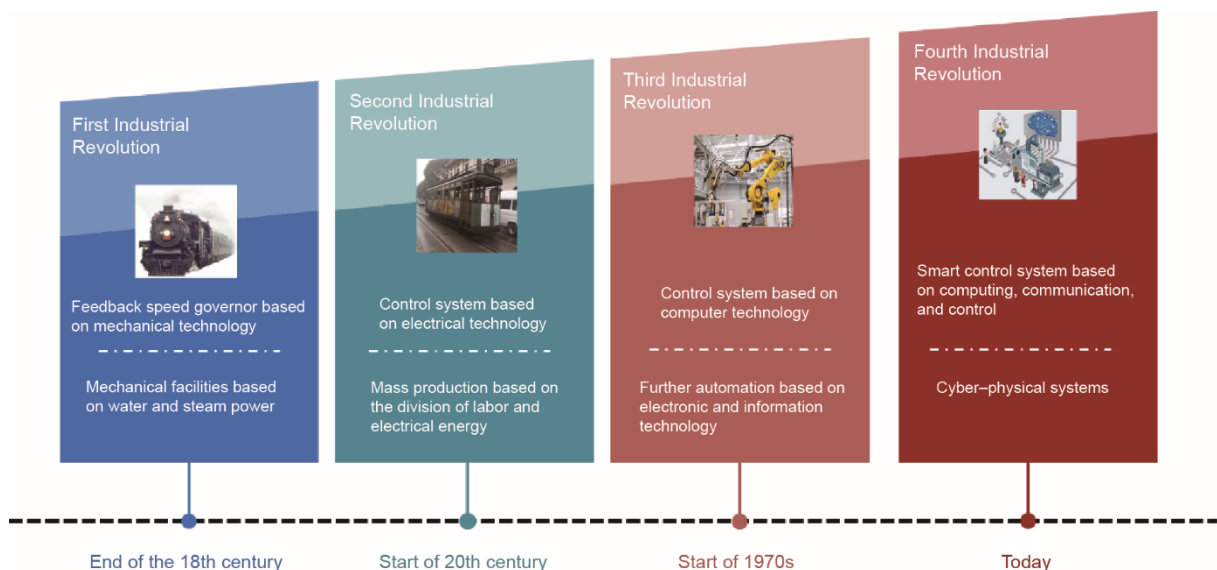 First Industrial
Revolution
Feedback speed governor based
on mechanical technology
Mechanical facilities based
on water and steam power
End of the 18th century
Second Industrial
Revolution
Control system based
on electrical technology
Mass production based on
the division of labor and
electrical energy
Start of 20th century
Third Industrial
Revolution
Control system based on
computer technology
Further automation based on
electronic and information
technology
Start of 1970s
Fourth Industrial
Revolution
Smart control system based
on computing, communication,
and control
Cyber–physical systems
Today